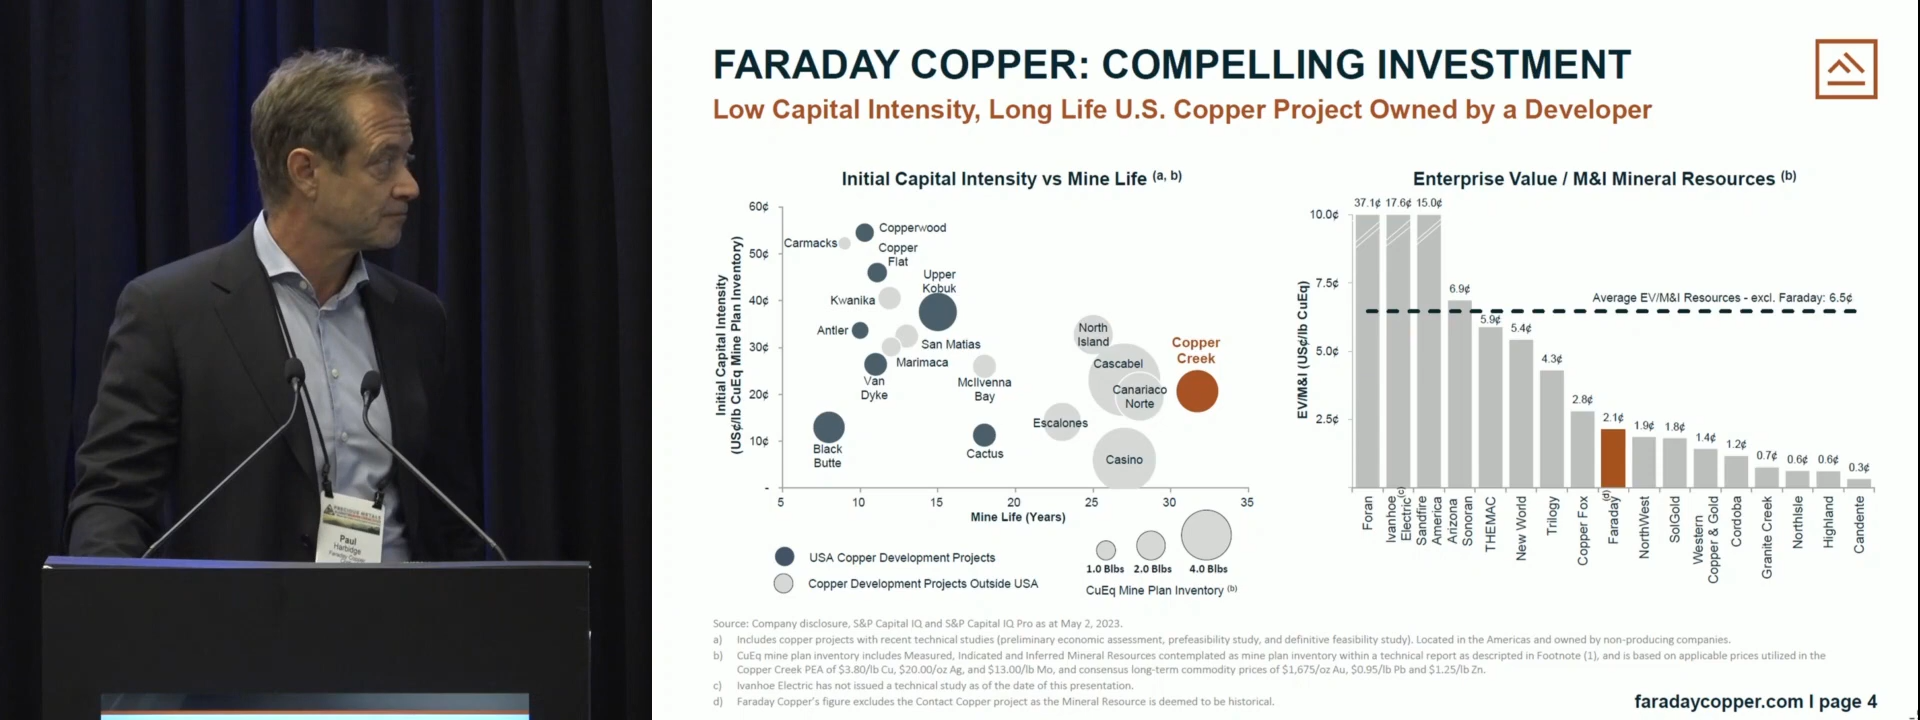 FARADAY COPPER: COMPELLING INVESTMENT
Low Capital Intensity, Long Life U.S. Copper Project Owned by a Developer
Initial Capital Intensity vs Mine Life (a, b)
Initial Capital Intensity
(US¢/lb CuEq Mine Plan Inventory)
60¢
50¢
40¢
30¢
20¢
10¢
-
5
10
15
20
25
30
35
Mine Life (Years)
Carmacks
Copperwood
Copper
Flat
Upper
Kobuk
Kwanika
Antler
San Matias
Marimaca
Van
Dyke
McIlvenna
Bay
Black
Butte
Cactus
North
Island
Cascabel
Canariaco
Norte
Escalones
Casino
Copper
Creek
USA Copper Development Projects
Copper Development Projects Outside USA
1.0 Blbs
2.0 Blbs
4.0 Blbs
CuEq Mine Plan Inventory (b)
Enterprise Value / M&I Mineral Resources (b)
EV/M&I (US¢/lb CuEq)
10.0¢
7.5¢
5.0¢
2.5¢
37.1¢
17.6¢
15.0¢
6.9¢
5.9¢
5.4¢
4.3¢
2.8¢
2.1¢
1.9¢
1.8¢
1.4¢
1.2¢
0.7¢
0.6¢
0.6¢
0.3¢
Average EV/M&I Resources - excl. Faraday: 6.5¢
Foran
Ivanhoe
Electric(c)
Sandfire
America
Arizona
Sonoran
THEMAC
New World
Trilogy
Copper Fox
Faraday(d)
NorthWest
SolGold
Western
Copper & Gold
Cordoba
Granite Creek
NorthIsle
Highland
Candente
Source: Company disclosure, S&P Capital IQ and S&P Capital IQ Pro as at May 2, 2023.
a) Includes copper projects with recent technical studies (preliminary economic assessment, prefeasibility study, and definitive feasibility study). Located in the Americas and owned by non-producing companies.
b) CuEq mine plan inventory includes Measured, Indicated and Inferred Mineral Resources contemplated as mine plan inventory within a technical report as descripted in Footnote (1), and is based on applicable prices utilized in the
Copper Creek PEA of $3.80/lb Cu, $20.00/oz Ag, and $13.00/lb Mo, and consensus long-term commodity prices of $1,675/oz Au, $0.95/lb Pb and $1.25/lb Zn.
c) Ivanhoe Electric has not issued a technical study as of the date of this presentation.
d) Faraday Copper's figure excludes the Contact Copper project as the Mineral Resource is deemed to be historical.
faradaycopper.com I page 4
PRECIOUS METALS
Paul
Harbidge
Faraday Copper